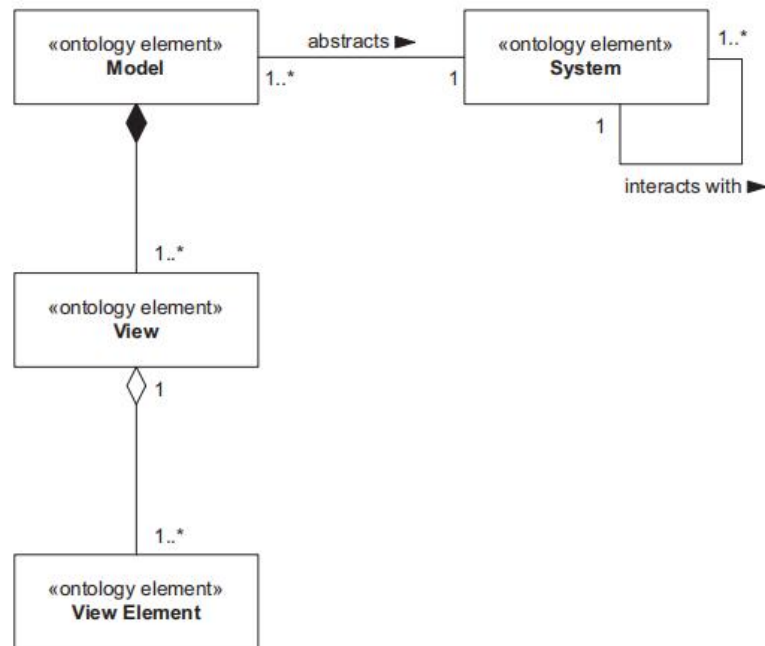 «ontology element»
Model
abstracts ►
1..*
1
«ontology element»
System
1..*
1
interacts with ►
1..*
«ontology element»
View
1
1..*
«ontology element»
View Element